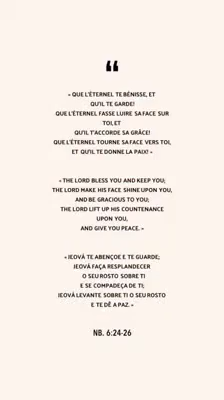 “
« QUE L'ÉTERNEL TE BÉNISSE, ET
QU'IL TE GARDE!
QUE L'ÉTERNEL FASSE LUIRE SA FACE SUR
TOI, ET
QU'IL T'ACCORDE SA GRÂCE!
QUE L'ÉTERNEL TOURNE SA FACE VERS TOI,
ET QU'IL TE DONNE LA PAIX! »
« THE LORD BLESS YOU AND KEEP YOU;
THE LORD MAKE HIS FACE SHINE UPON YOU,
AND BE GRACIOUS TO YOU;
THE LORD LIFT UP HIS COUNTENANCE
UPON YOU,
AND GIVE YOU PEACE. »
« JEOVÁ TE ABENÇOE E TE GUARDE;
JEOVÁ FAÇA RESPLANDECER
O SEU ROSTO SOBRE TI
E SE COMPADEÇA DE TI;
JEOVÁ LEVANTE SOBRE TI O SEU ROSTO
E TE DÊ A PAZ. »
NB. 6:24-26